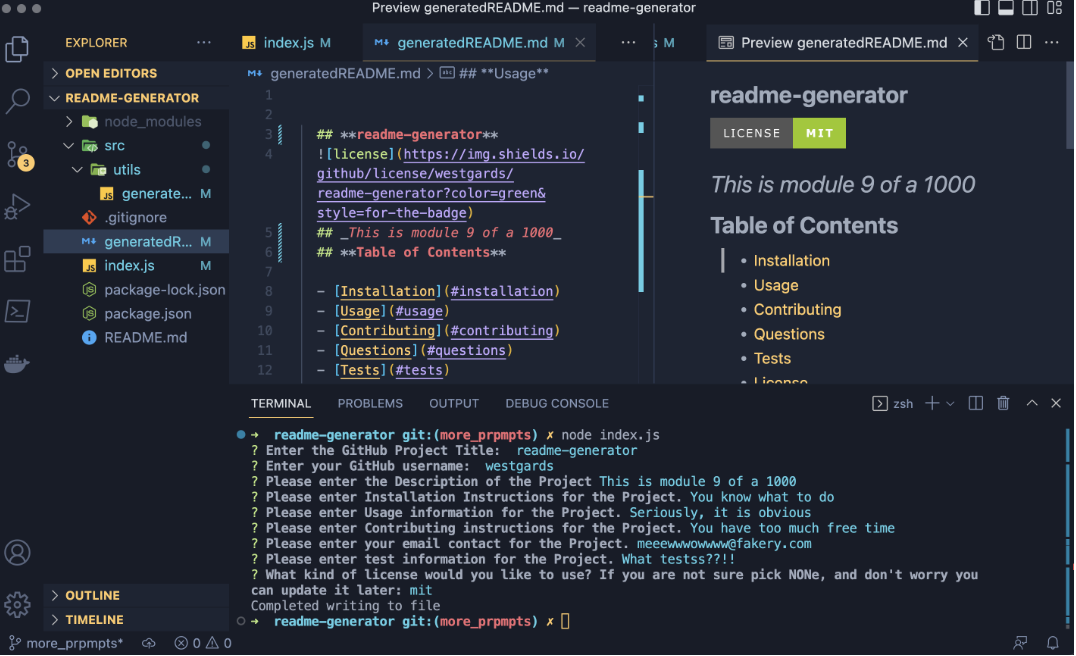 Preview generatedREADME.md — readme-generator
EXPLORER ···
OPEN EDITORS
README-GENERATOR
node_modules
src
utils
generate... M
.gitignore
generatedR... M
index.js M
package-lock.json
package.json
README.md
OUTLINE
TIMELINE
3
index.js M
generatedREADME.md M
··· s M
generatedREADME.md > ## **Usage**
1
2
3 ## **readme-generator**
4 ![license](https://img.shields.io/
github/license/westgards/
readme-generator?color=green&
style=for-the-badge)
5 ## _This is module 9 of a 1000_
6 ## **Table of Contents**
7
8 - [Installation](#installation)
9 - [Usage](#usage)
10 - [Contributing](#contributing)
11 - [Questions](#questions)
12 - [Tests](#tests)
Preview generatedREADME.md ···
readme-generator
LICENSE MIT
This is module 9 of a 1000
Table of Contents
• Installation
• Usage
• Contributing
• Questions
• Tests
• License
TERMINAL PROBLEMS OUTPUT DEBUG CONSOLE zsh
➜ readme-generator git:(more_prpmpts) ✗ node index.js
? Enter the GitHub Project Title: readme-generator
? Enter your GitHub username: westgards
? Please enter the Description of the Project This is module 9 of a 1000
? Please enter Installation Instructions for the Project. You know what to do
? Please enter Usage information for the Project. Seriously, it is obvious
? Please enter Contributing instructions for the Project. You have too much free time
? Please enter your email contact for the Project. meeewwwowwww@fakery.com
? Please enter test information for the Project. What testss??!!
? What kind of license would you like to use? If you are not sure pick NONe, and don't worry you
can update it later: mit
Completed writing to file
➜ readme-generator git:(more_prpmpts) ✗
more_prpmpts* 0 0